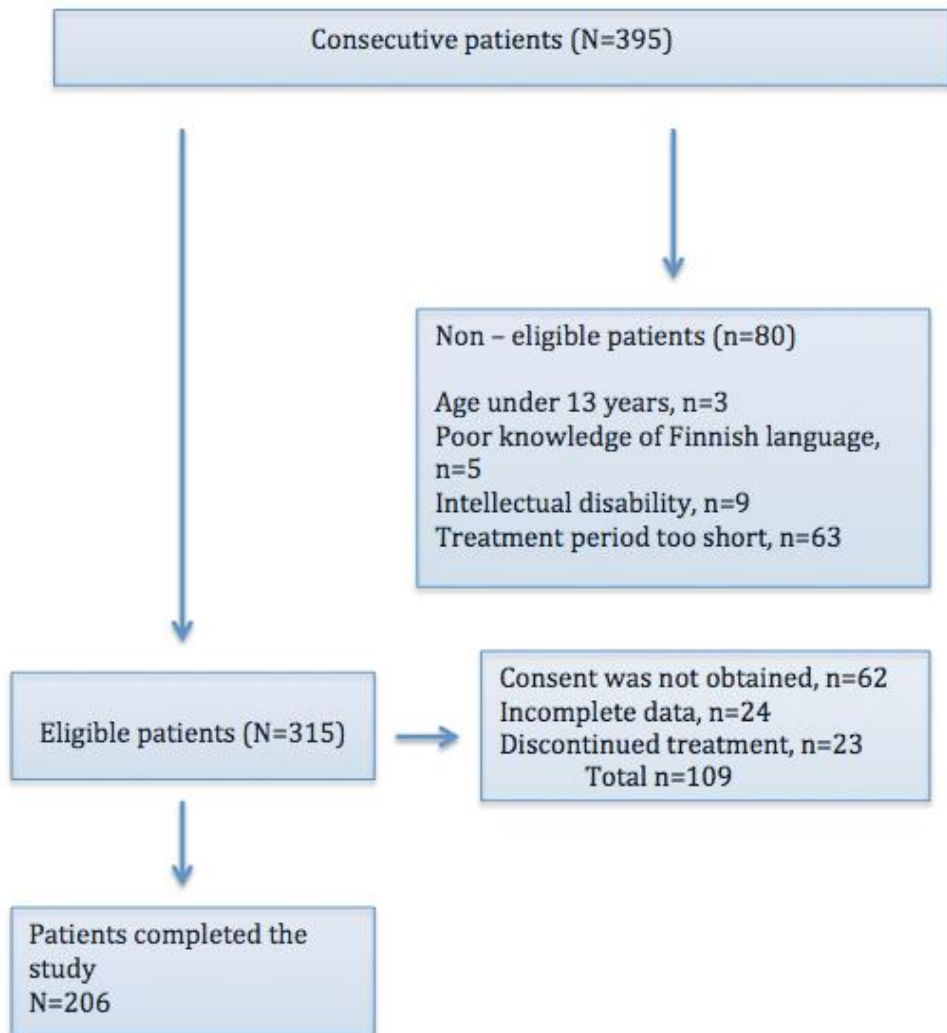 Consecutive patients (N=395)
Non – eligible patients (n=80)
Age under 13 years, n=3
Poor knowledge of Finnish language,
n=5
Intellectual disability, n=9
Treatment period too short, n=63
Eligible patients (N=315)
Consent was not obtained, n=62
Incomplete data, n=24
Discontinued treatment, n=23
Total n=109
Patients completed the
study
N=206